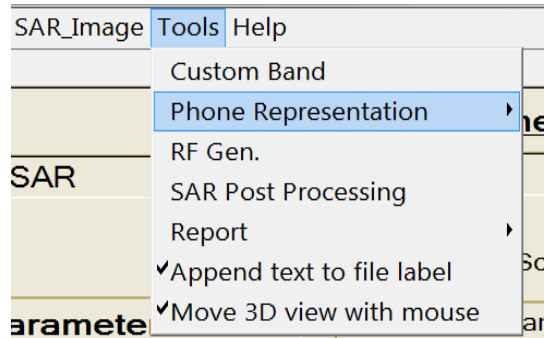 SAR_Image Tools Help
Custom Band
Phone Representation
RF Gen.
SAR
SAR Post Processing
Report
Append text to file label
Move 3D view with mouse